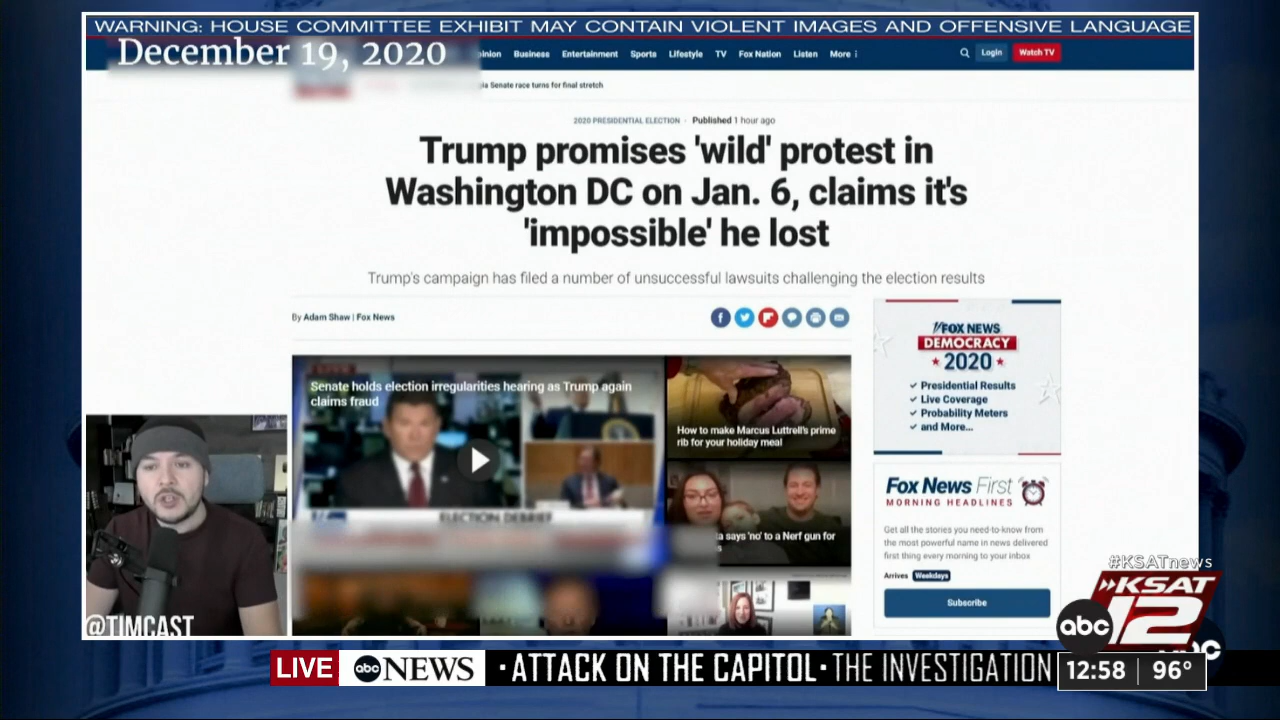 WARNING: HOUSE COMMITTEE EXHIBIT MAY CONTAIN VIOLENT IMAGES AND OFFENSIVE LANGUAGE
December 19, 2020
Business Entertainment Sports Lifestyle TV Fox Nation Listen More
Login Watch TV
Senate race turns for final stretch
2020 PRESIDENTIAL ELECTION · Published 1 hour ago
Trump promises 'wild' protest in
Washington DC on Jan. 6, claims it's
'impossible' he lost
Trump's campaign has filed a number of unsuccessful lawsuits challenging the election results
By Adam Shaw | Fox News
Senate holds election irregularities hearing as Trump again
claims fraud
ELECTION DEBRIEF
How to make Marcus Luttrell's prime
rib for your holiday meal
says 'no' to a Nerf gun for
FOX NEWS
DEMOCRACY
2020
Presidential Results
Live Coverage
Probability Meters
and More...
Fox News First
MORNING HEADLINES
Get all the stories you need-to-know from
the most powerful name in news delivered
first thing every morning to your inbox
Arrives Weekdays
Subscribe
@TIMCAST
#KSATnews
KSAT
abc 12
LIVE abc NEWS · ATTACK ON THE CAPITOL · THE INVESTIGATION
12:58 96°